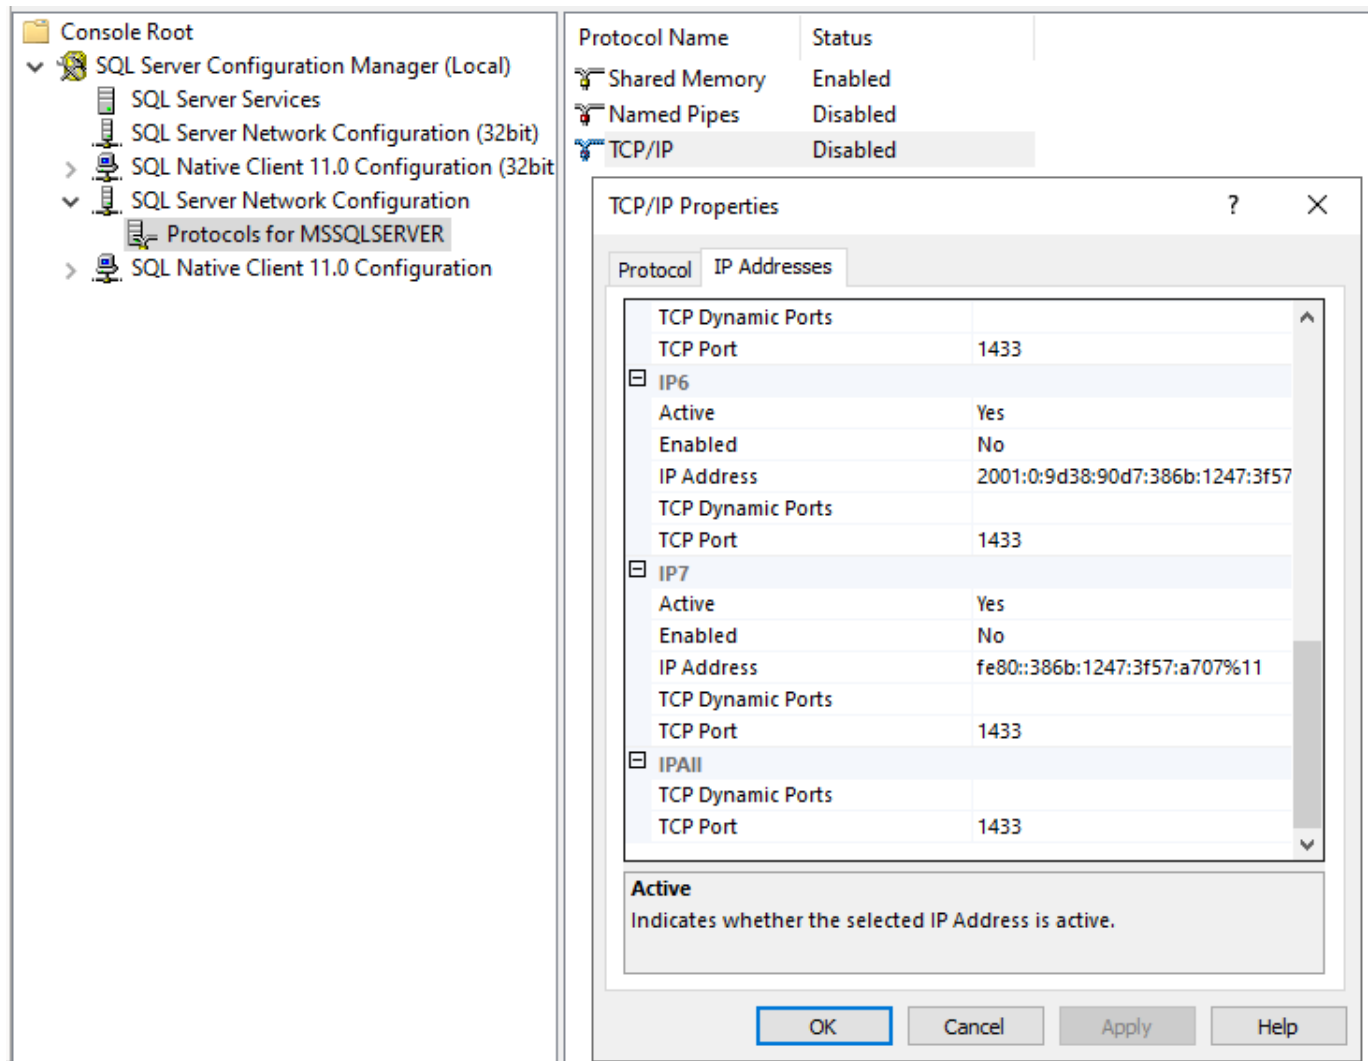 Console Root
SQL Server Configuration Manager (Local)
SQL Server Services
SQL Server Network Configuration (32bit)
SQL Native Client 11.0 Configuration (32bit
SQL Server Network Configuration
Protocols for MSSQLSERVER
SQL Native Client 11.0 Configuration
Protocol Name Status
Shared Memory Enabled
Named Pipes Disabled
TCP/IP Disabled
TCP/IP Properties ?
Protocol IP Addresses
TCP Dynamic Ports
TCP Port 1433
IP6
Active Yes
Enabled No
IP Address 2001:0:9d38:90d7:386b:1247:3f57
TCP Dynamic Ports
TCP Port 1433
IP7
Active Yes
Enabled No
IP Address fe80::386b:1247:3f57:a707%11
TCP Dynamic Ports
TCP Port 1433
IPAll
TCP Dynamic Ports
TCP Port 1433
Active
Indicates whether the selected IP Address is active.
OK Cancel Apply Help